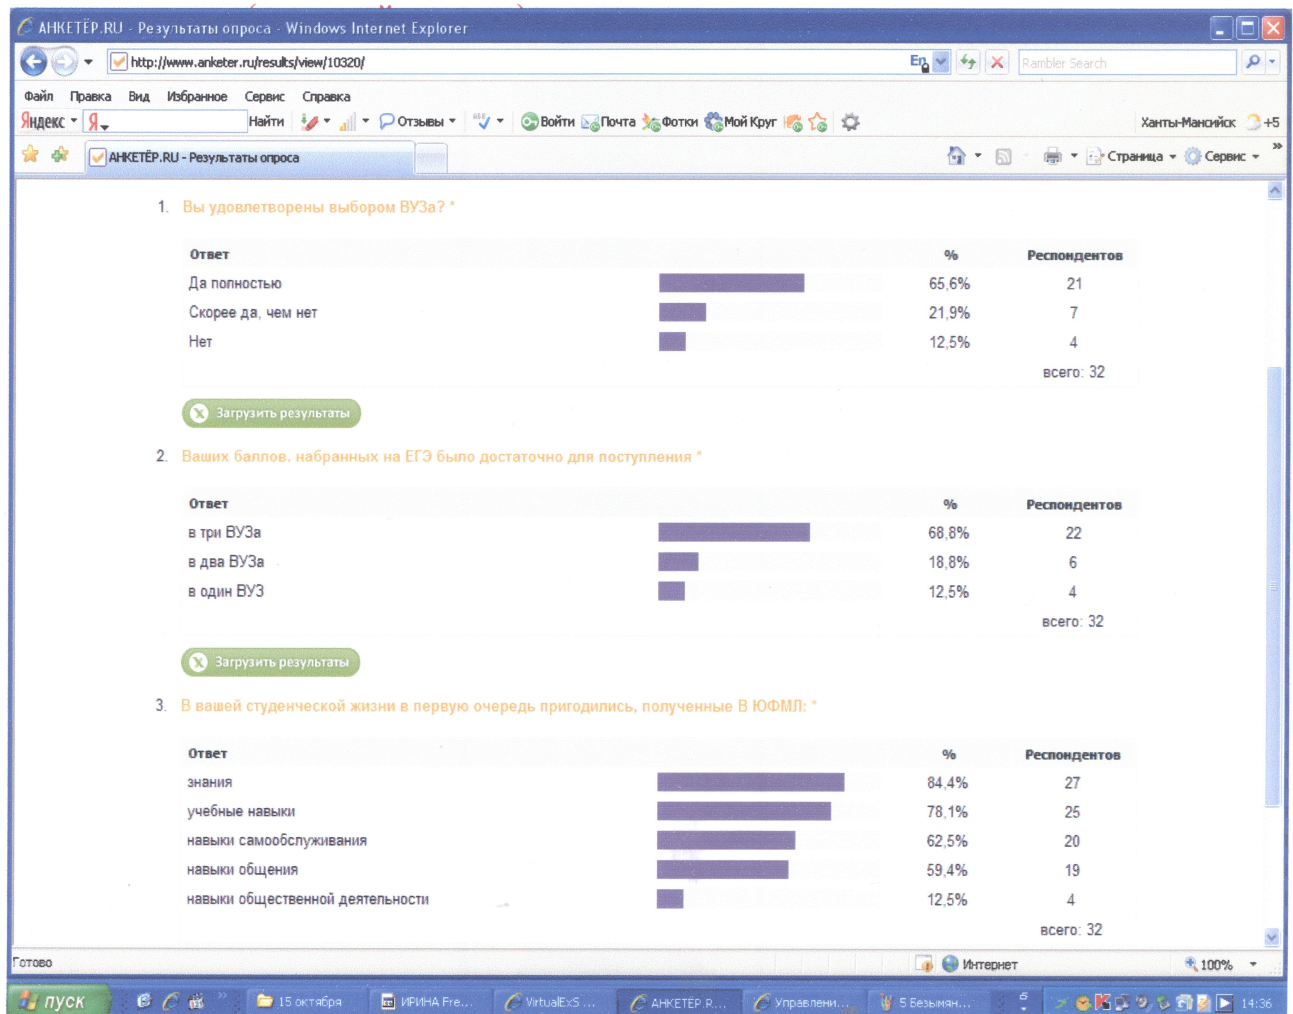 АНКЕТЁР.RU - Результаты опроса - Windows Internet Explorer
http://www.anketer.ru/results/view/10320/ En Rambler Search
Файл Правка Вид Избранное Сервис Справка
Яндекс Я Найти Отзывы Войти Почта Фотки Мой Круг Ханты-Мансийск +5
АНКЕТЁР.RU - Результаты опроса Страница Сервис »
1. Вы удовлетворены выбором ВУЗа? *
Ответ % Респондентов
Да полностью 65,6% 21
Скорее да, чем нет 21,9% 7
Нет 12,5% 4
всего: 32
Загрузить результаты
2. Ваших баллов. набранных на ЕГЭ было достаточно для поступления *
Ответ % Респондентов
в три ВУЗа 68,8% 22
в два ВУЗа 18,8% 6
в один ВУЗ 12,5% 4
всего: 32
Загрузить результаты
3. В вашей студенческой жизни в первую очередь пригодились, полученные В ЮФМЛ: *
Ответ % Респондентов
знания 84,4% 27
учебные навыки 78,1% 25
навыки самообслуживания 62,5% 20
навыки общения 59,4% 19
навыки общественной деятельности 12,5% 4
всего: 32
Готово Интернет 100%
пуск » 15 октября ИРИНА Fre... VirtualExS ... АНКЕТЁР.R... Управлени... 5 Безымян... 14:36